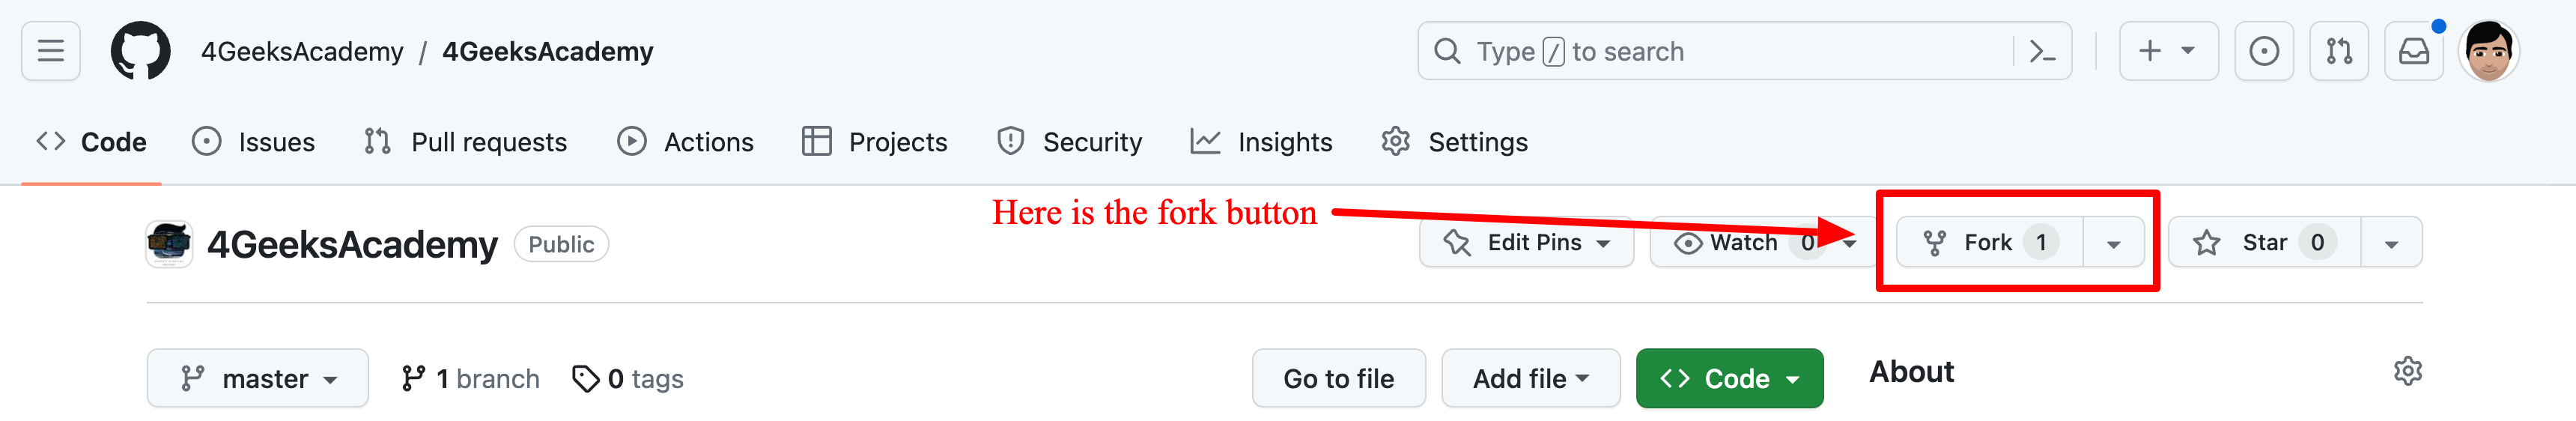 4GeeksAcademy / 4GeeksAcademy
Type / to search
Code Issues Pull requests Actions Projects Security Insights Settings
Here is the fork button
4GeeksAcademy Public
Edit Pins Watch 0 Fork 1 Star 0
master 1 branch 0 tags
Go to file Add file Code About